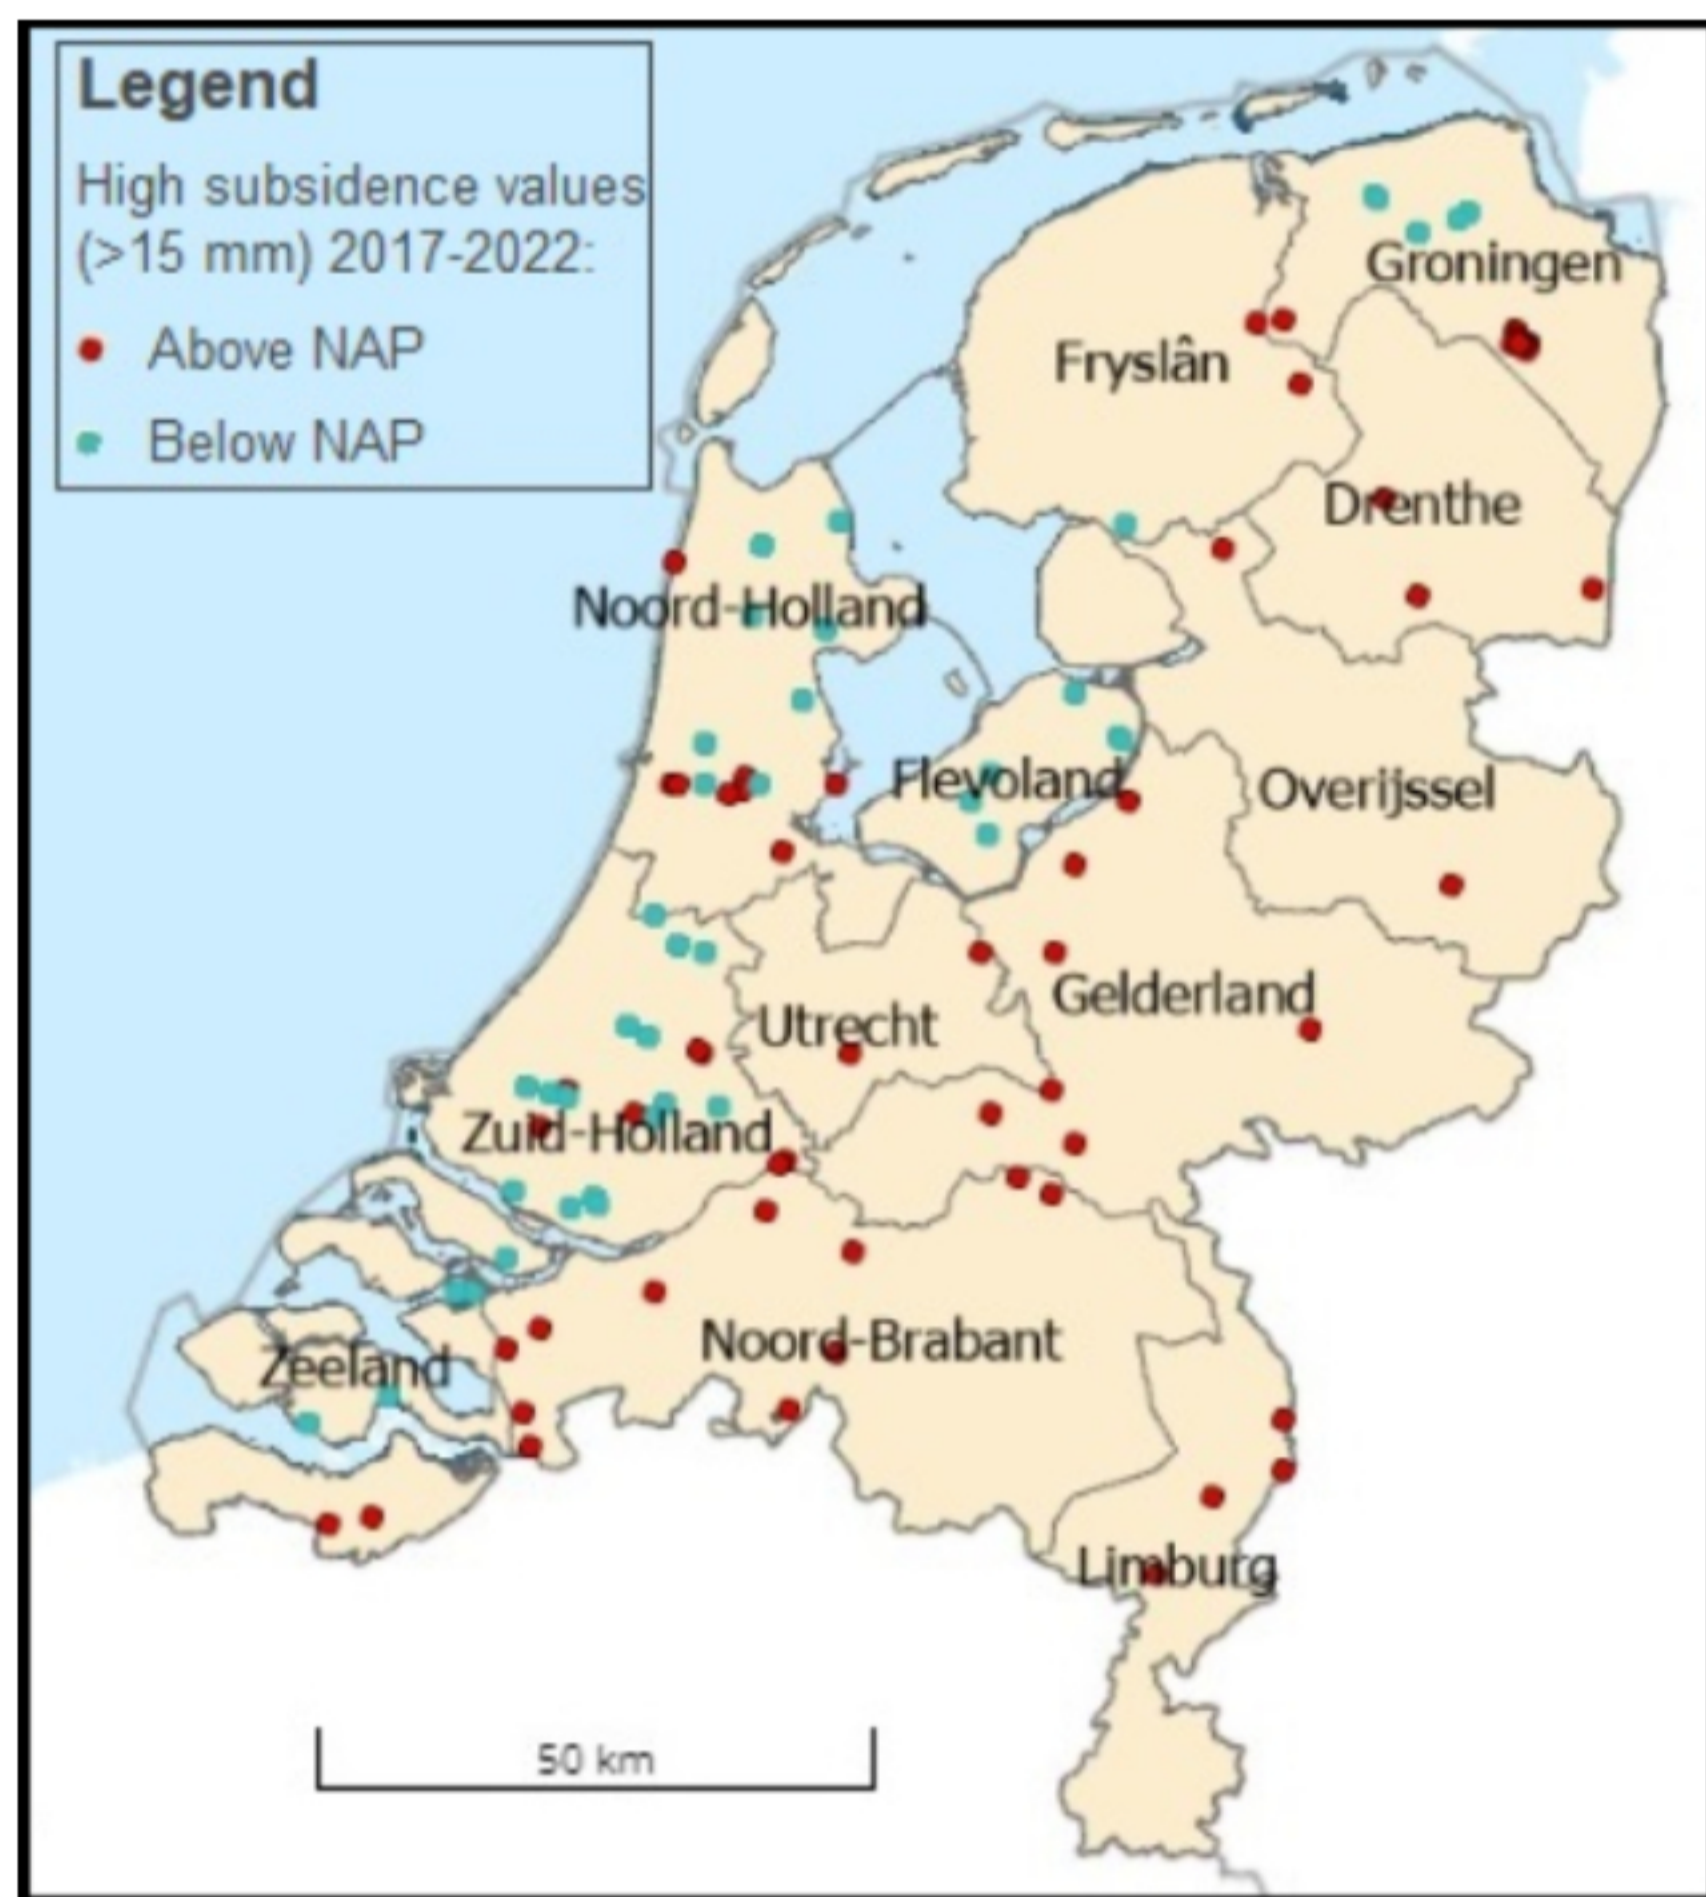 Legend
High subsidence values
(>15 mm) 2017-2022:
Above NAP
Below NAP
Groningen
Fryslân
Drenthe
Noord-Holland
Flevoland
Overijssel
Gelderland
Utrecht
Zuid-Holland
Noord-Brabant
Zeeland
Limburg
50 km